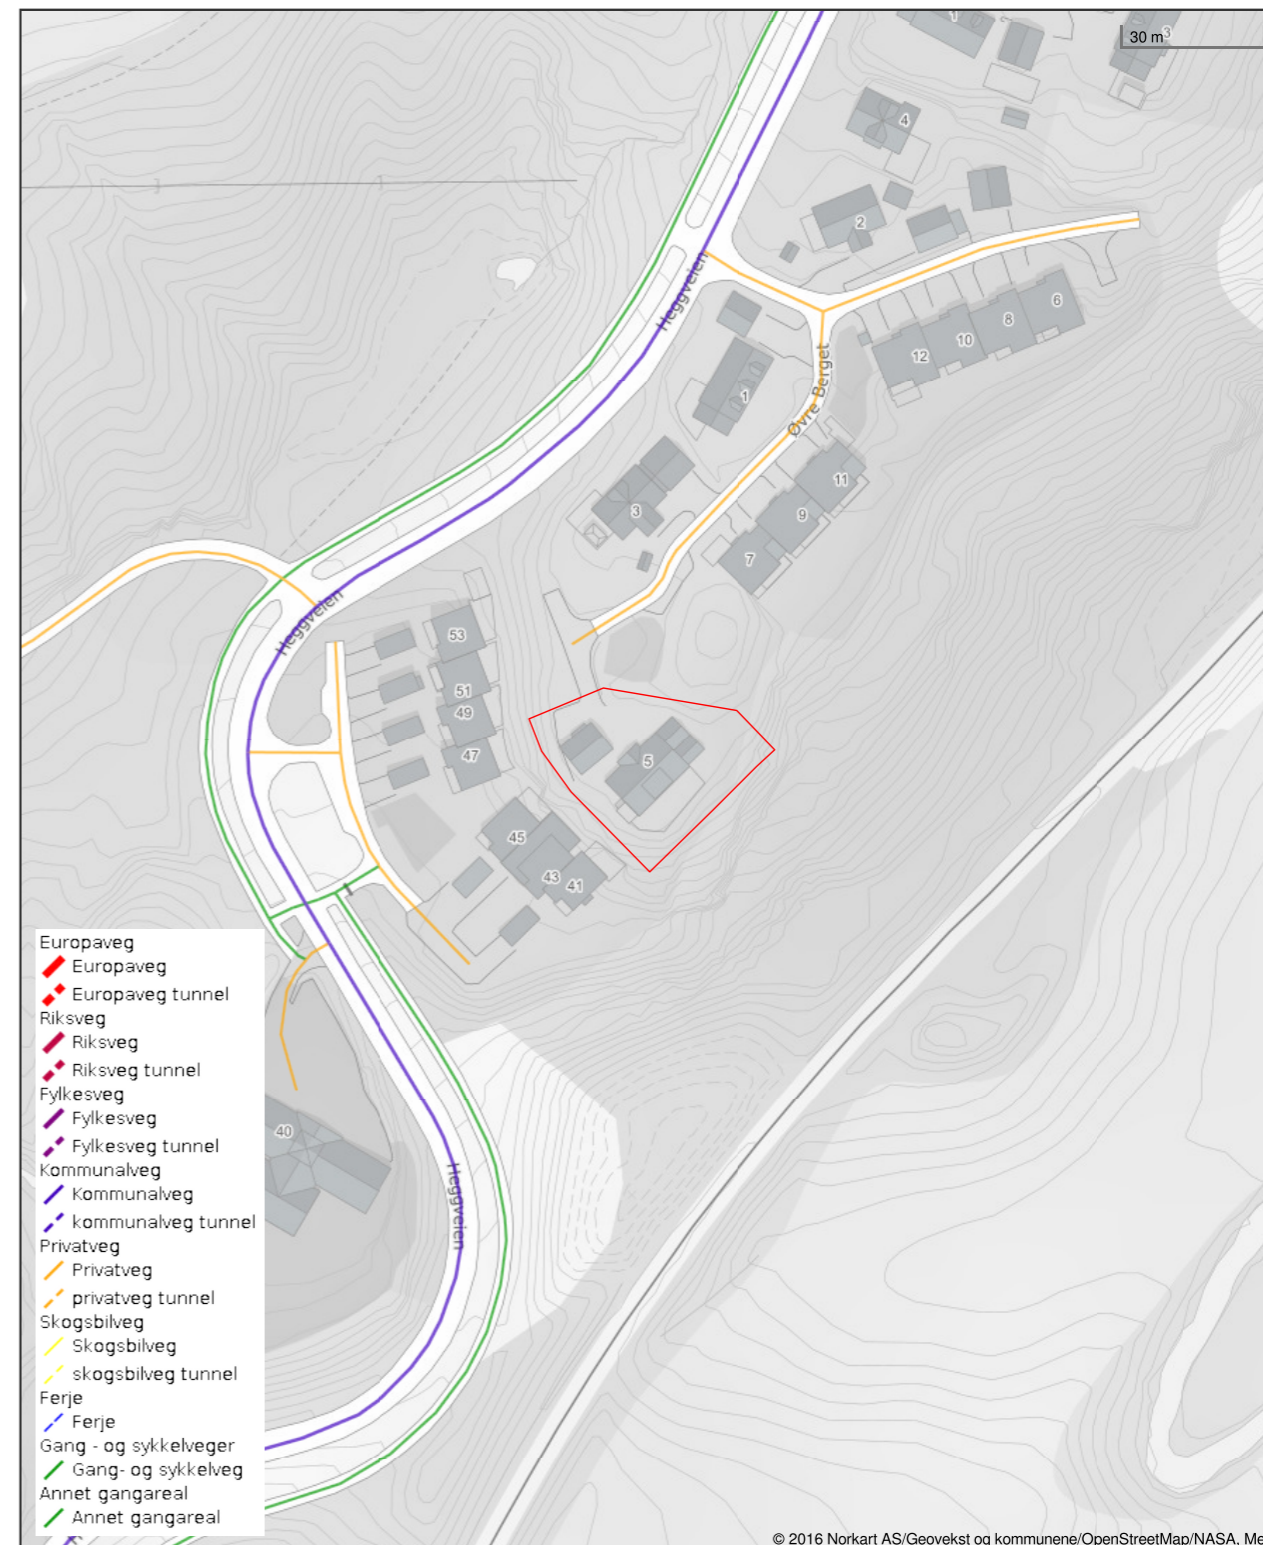 1
30 m
3
4
2
Heggveien
6
8
10
12
1
Øvre Berget
11
3
9
7
Heggveien
53
51
49
47
5
45
43
41
Europaveg
Europaveg
Europaveg tunnel
Riksveg
Riksveg
Riksveg tunnel
Fylkesveg
Fylkesveg
Fylkesveg tunnel
Kommunalveg
Kommunalveg
kommunalveg tunnel
Privatveg
Privatveg
privatveg tunnel
Skogsbilveg
Skogsbilveg
skogsbilveg tunnel
Ferje
Ferje
Gang - og sykkelveger
Gang- og sykkelveg
Annet gangareal
Annet gangareal
40
Heggveien
© 2016 Norkart AS/Geovekst og kommunene/OpenStreetMap/NASA, Me